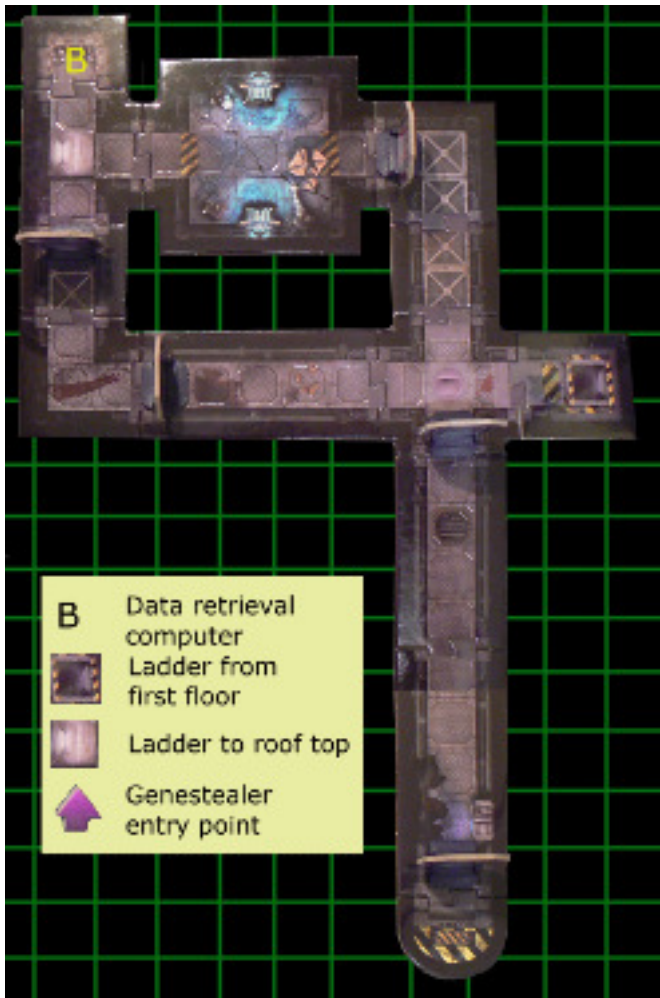 B
B Data retrieval
computer
Ladder from
first floor
Ladder to roof top
Genestealer
entry point